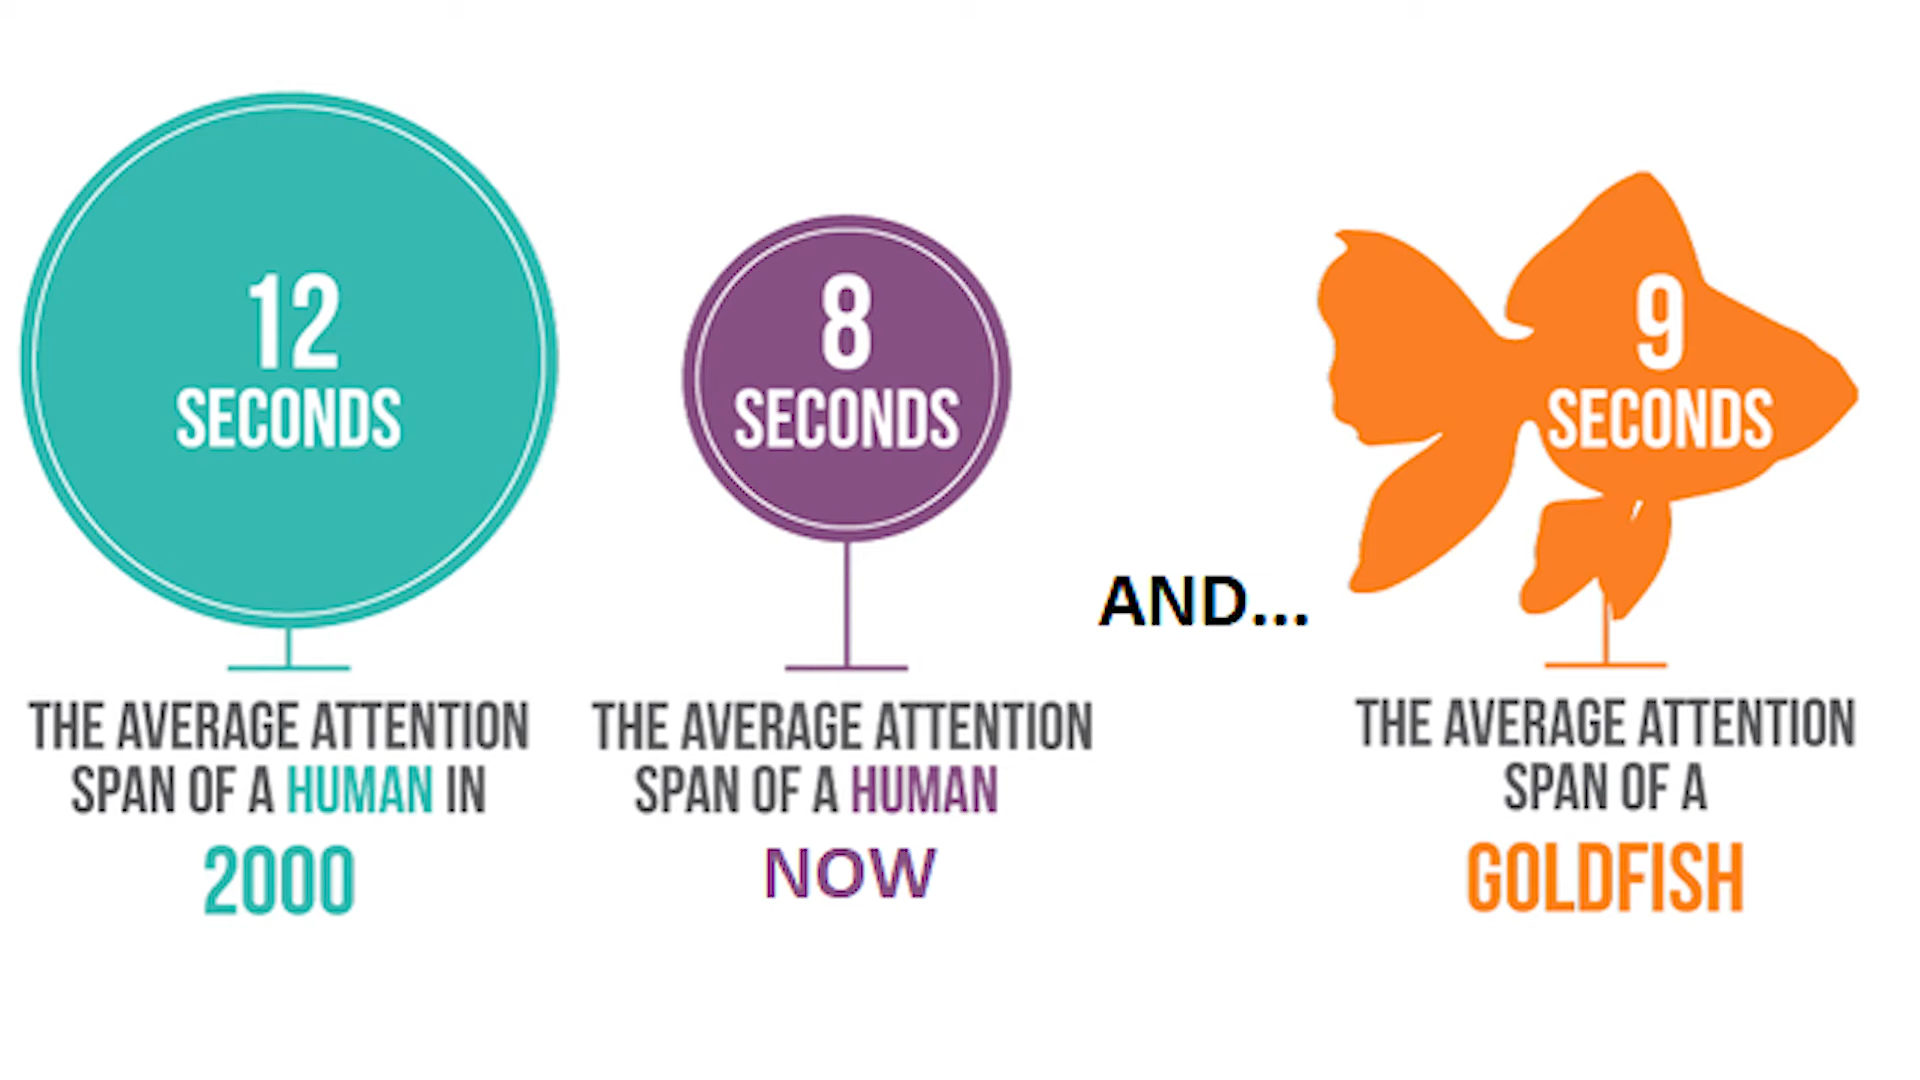 12
SECONDS
THE AVERAGE ATTENTION
SPAN OF A HUMAN IN
2000
8
SECONDS
THE AVERAGE ATTENTION
SPAN OF A HUMAN
NOW
AND...
9
SECONDS
THE AVERAGE ATTENTION
SPAN OF A
GOLDFISH